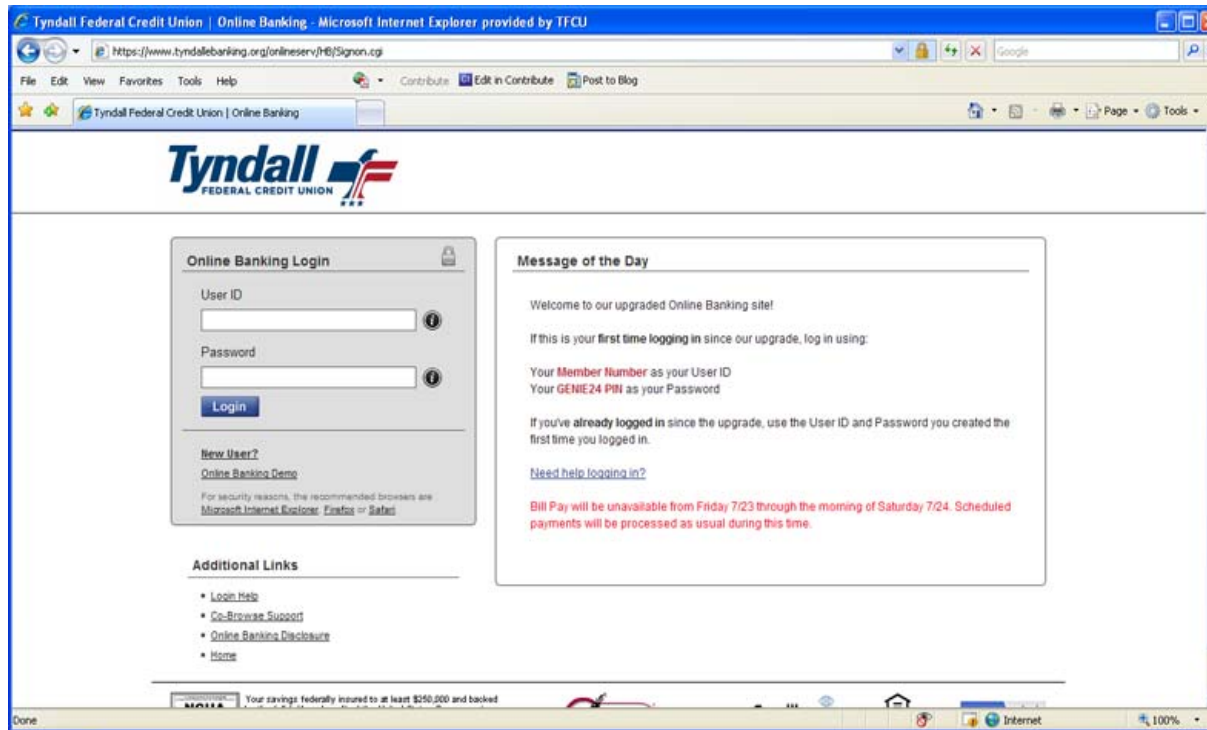 Tyndall Federal Credit Union | Online Banking - Microsoft Internet Explorer provided by TFCU
https://www.tyndallebanking.org/onlineserv/HB/Signon.cgi
Google
File Edit View Favorites Tools Help
Contribute Edit in Contribute Post to Blog
Tyndall Federal Credit Union | Online Banking
Page Tools
Tyndall
FEDERAL CREDIT UNION
Online Banking Login
User ID
Password
Login
New User?
Online Banking Demo
For security reasons, the recommended browsers are
Microsoft Internet Explorer, Firefox or Safari
Additional Links
• Login Help
• Co-Browse Support
• Online Banking Disclosure
• Home
Message of the Day
Welcome to our upgraded Online Banking site!
If this is your first time logging in since our upgrade, log in using:
Your Member Number as your User ID
Your GENIE24 PIN as your Password
If you've already logged in since the upgrade, use the User ID and Password you created the
first time you logged in.
Need help logging in?
Bill Pay will be unavailable from Friday 7/23 through the morning of Saturday 7/24. Scheduled
payments will be processed as usual during this time.
NCUA
Your savings federally insured to at least $250,000 and backed
Done
Internet
100%